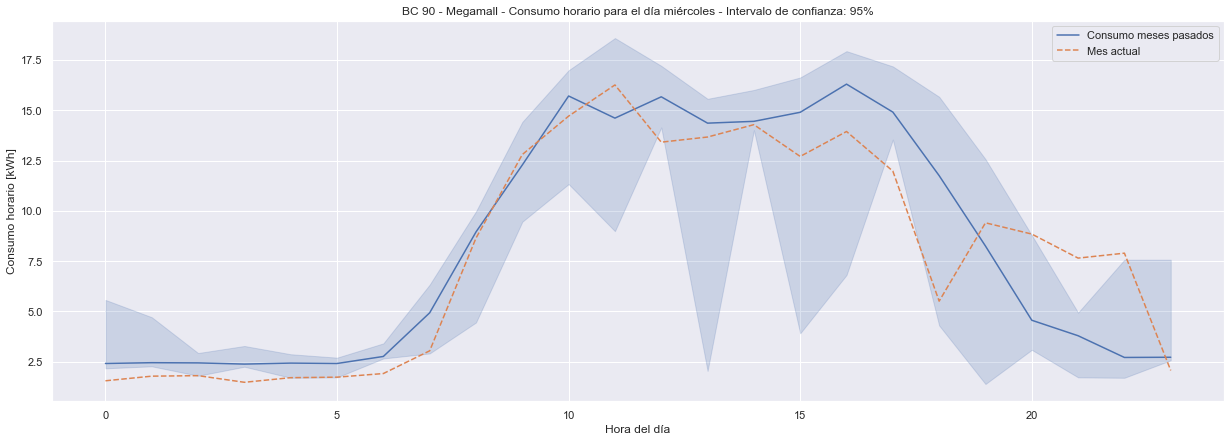 BC 90 - Megamall - Consumo horario para el día miércoles - Intervalo de confianza: 95%
Consumo meses pasados
Mes actual
Consumo horario [kWh]
17.5
15.0
12.5
10.0
7.5
5.0
2.5
0
5
10
15
20
Hora del día